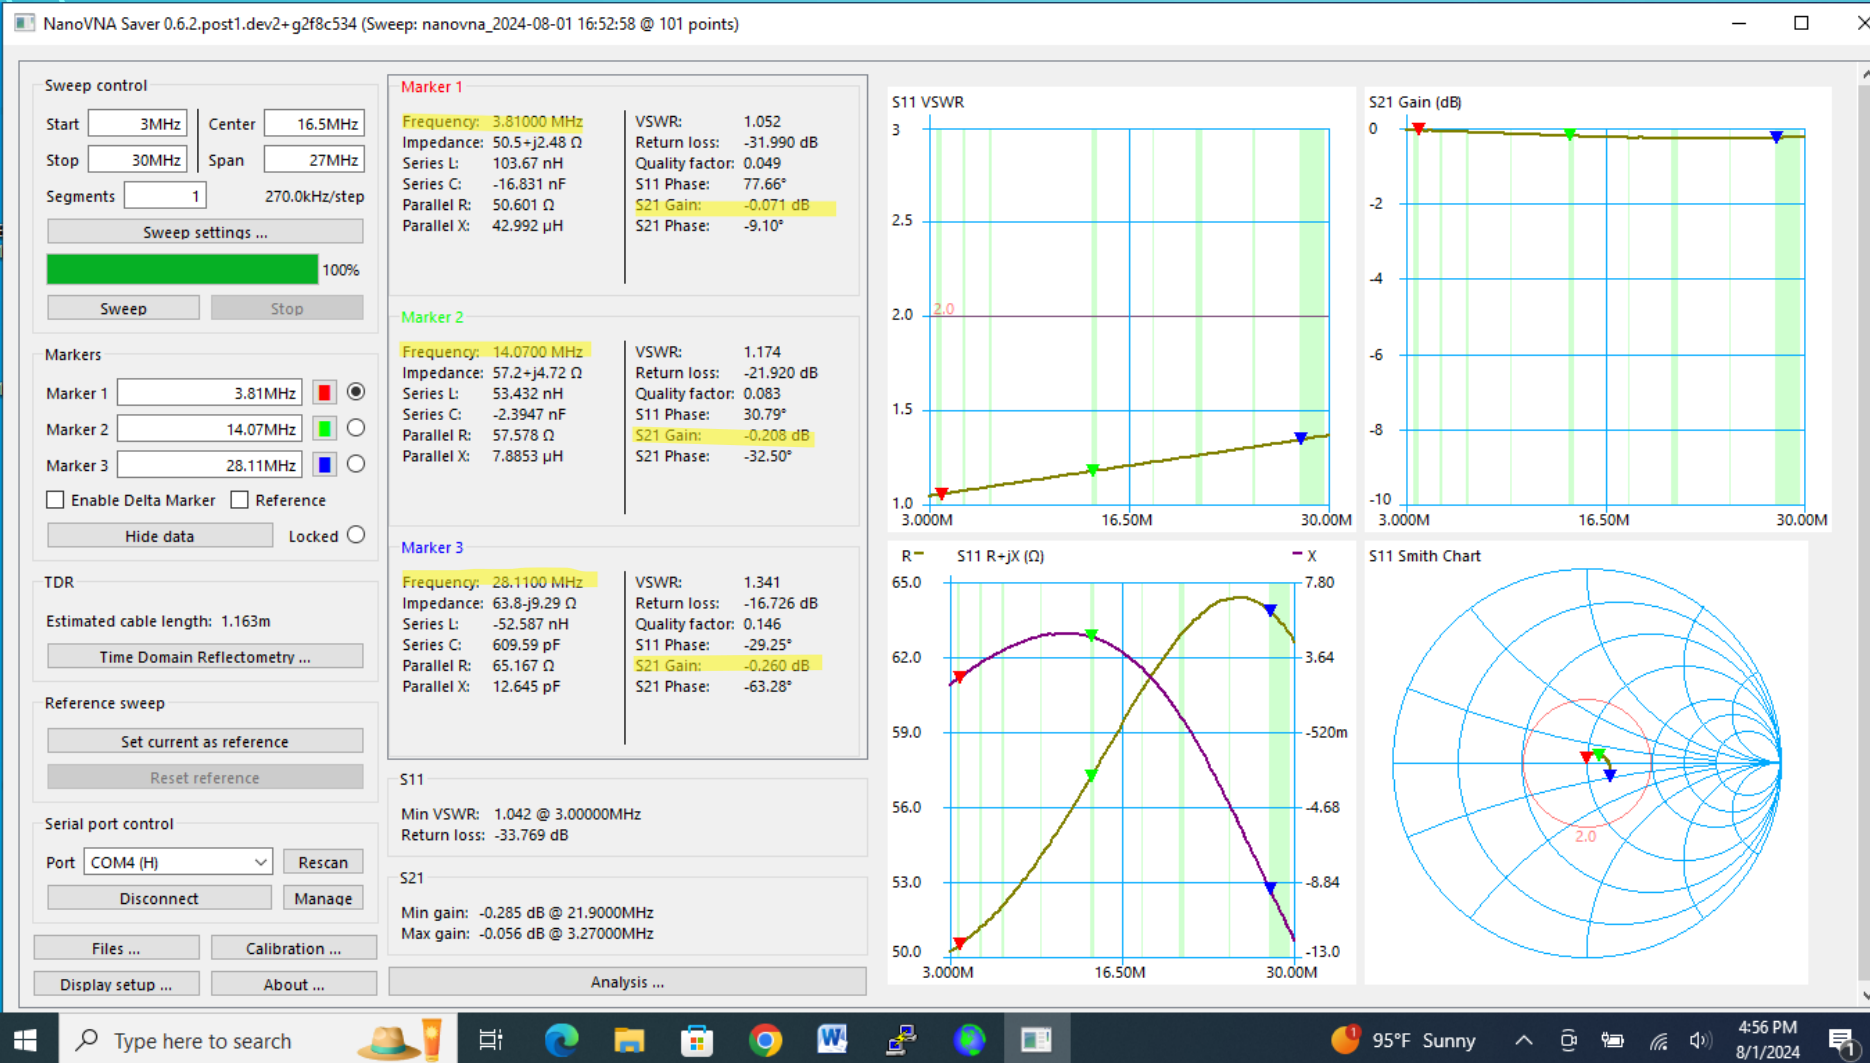 NanoVNA Saver 0.6.2.post1.dev2+g2f8c534 (Sweep: nanovna_2024-08-01 16:52:58 @ 101 points)
Sweep control
Start 3MHz Center 16.5MHz
Stop 30MHz Span 27MHz
Segments 1 270.0kHz/step
Sweep settings ...
100%
Sweep Stop
Markers
Marker 1 3.81MHz
Marker 2 14.07MHz
Marker 3 28.11MHz
Enable Delta Marker Reference
Hide data Locked
TDR
Estimated cable length: 1.163m
Time Domain Reflectometry ...
Reference sweep
Set current as reference
Reset reference
Serial port control
Port COM4 (H) Rescan
Disconnect Manage
Files ... Calibration ...
Display setup ... About ...
Marker 1
Frequency: 3.81000 MHz VSWR: 1.052
Impedance: 50.5+j2.48 Ω Return loss: -31.990 dB
Series L: 103.67 nH Quality factor: 0.049
Series C: -16.831 nF S11 Phase: 77.66°
Parallel R: 50.601 Ω S21 Gain: -0.071 dB
Parallel X: 42.992 µH S21 Phase: -9.10°
Marker 2
Frequency: 14.0700 MHz VSWR: 1.174
Impedance: 57.2+j4.72 Ω Return loss: -21.920 dB
Series L: 53.432 nH Quality factor: 0.083
Series C: -2.3947 nF S11 Phase: 30.79°
Parallel R: 57.578 Ω S21 Gain: -0.208 dB
Parallel X: 7.8853 µH S21 Phase: -32.50°
Marker 3
Frequency: 28.1100 MHz VSWR: 1.341
Impedance: 63.8-j9.29 Ω Return loss: -16.726 dB
Series L: -52.587 nH Quality factor: 0.146
Series C: 609.59 pF S11 Phase: -29.25°
Parallel R: 65.167 Ω S21 Gain: -0.260 dB
Parallel X: 12.645 pF S21 Phase: -63.28°
S11
Min VSWR: 1.042 @ 3.00000MHz
Return loss: -33.769 dB
S21
Min gain: -0.285 dB @ 21.9000MHz
Max gain: -0.056 dB @ 3.27000MHz
Analysis ...
S11 VSWR
3
2.5
2.0 2.0
1.5
1.0
3.000M 16.50M 30.00M
S21 Gain (dB)
0
-2
-4
-6
-8
-10
3.000M 16.50M 30.00M
R S11 R+jX (Ω) X
65.0 7.80
62.0 3.64
59.0 -520m
56.0 -4.68
53.0 -8.84
50.0 -13.0
3.000M 16.50M 30.00M
S11 Smith Chart
2.0
Type here to search
1
95°F Sunny
4:56 PM
8/1/2024
1